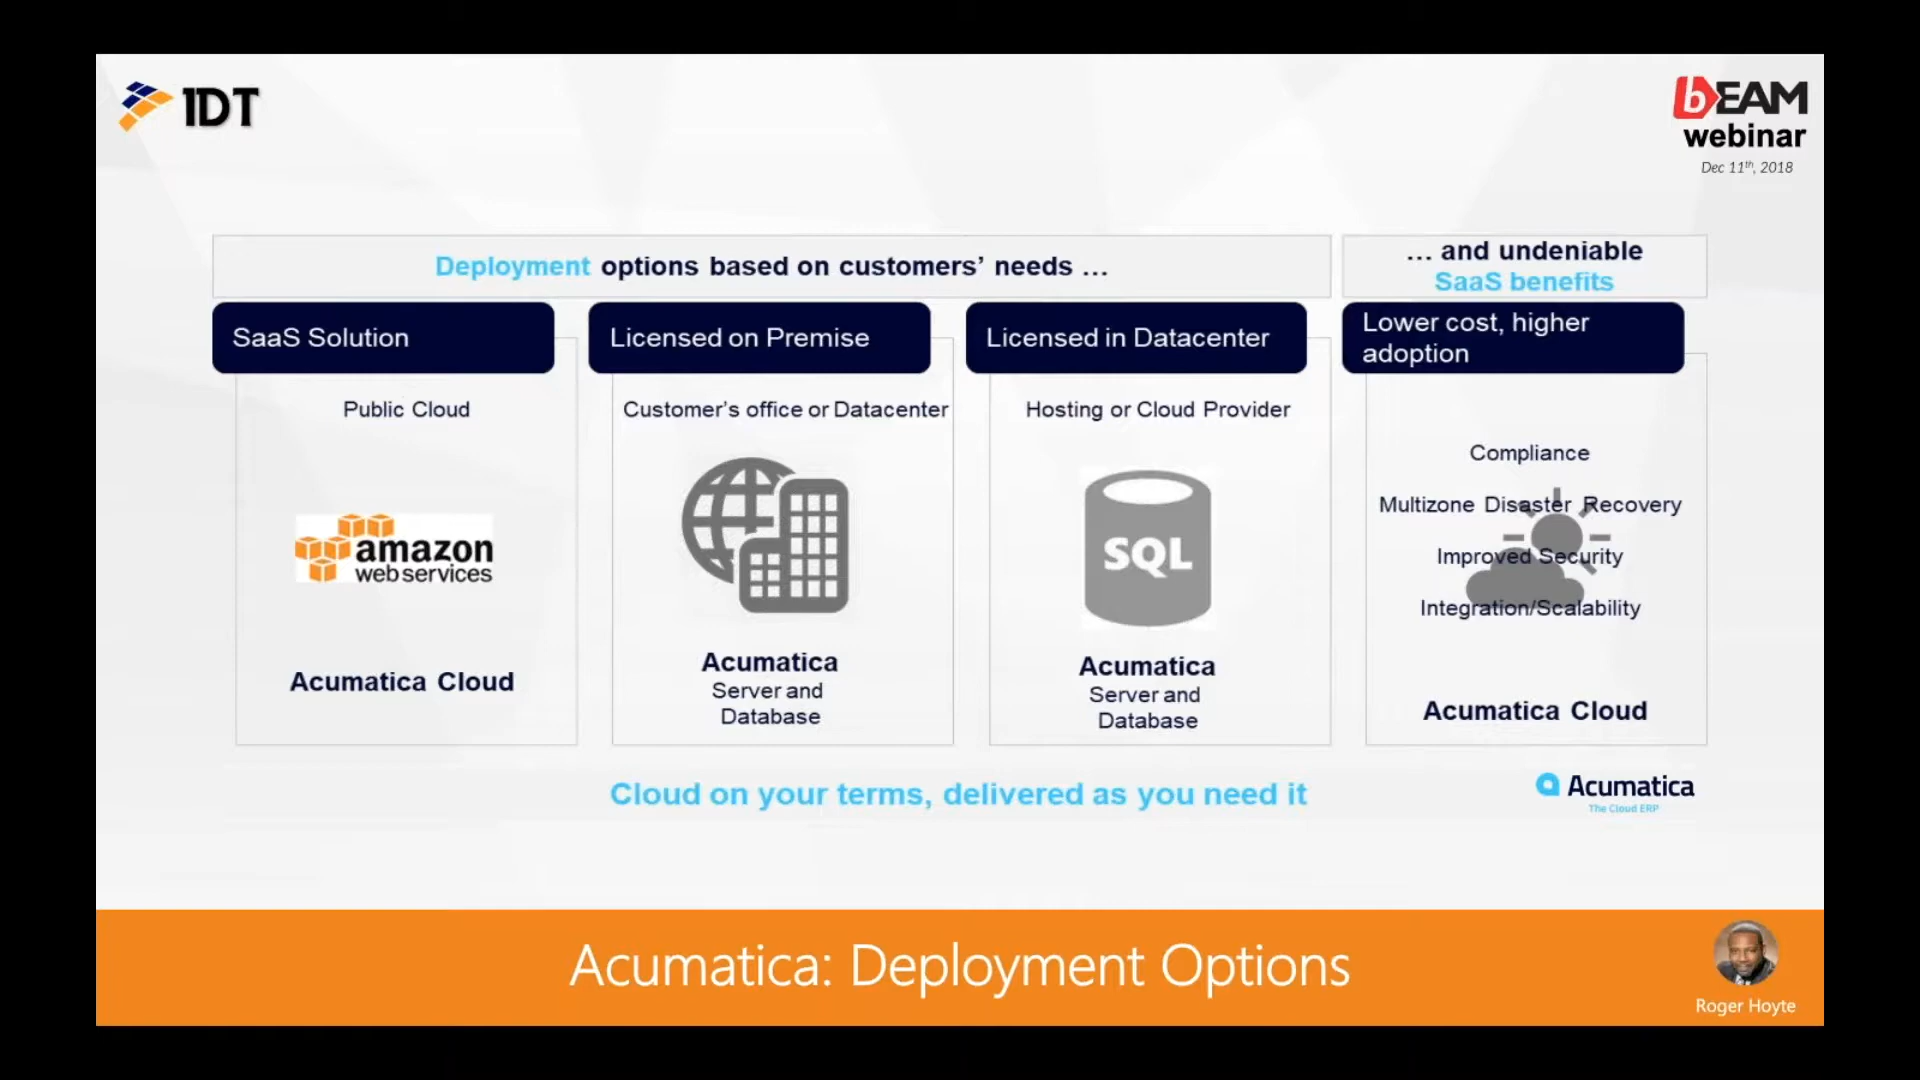 1DT
bEAM
webinar
Dec 11th, 2018
Deployment options based on customers’ needs …
… and undeniable
SaaS benefits
SaaS Solution
Public Cloud
amazon
web services
Acumatica Cloud
Licensed on Premise
Customer’s office or Datacenter
Acumatica
Server and
Database
Licensed in Datacenter
Hosting or Cloud Provider
SQL
Acumatica
Server and
Database
Lower cost, higher
adoption
Compliance
Multizone Disaster Recovery
Improved Security
Integration/Scalability
Acumatica Cloud
Cloud on your terms, delivered as you need it
Acumatica
The Cloud ERP
Acumatica: Deployment Options
Roger Hoyte